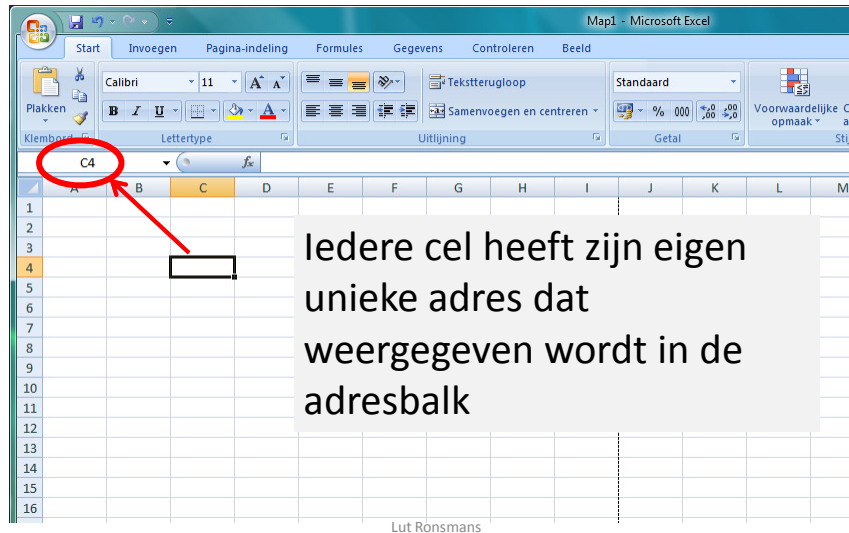 Map1 - Microsoft Excel
Start Invoegen Pagina-indeling Formules Gegevens Controleren Beeld
Plakken
Calibri 11 A A Tekstterugloop Standaard
B I U A Samenvoegen en centreren % 000 ,00 ,0 Voorwaardelijke
opmaak
Klembord Lettertype Uitlijning Getal
C4 fx
A B C D E F G H I J K L M
1
2
3
4
5
6
7
8
9
10
11
12
13
14
15
16
Iedere cel heeft zijn eigen
unieke adres dat
weergegeven wordt in de
adresbalk
Lut Ronsmans